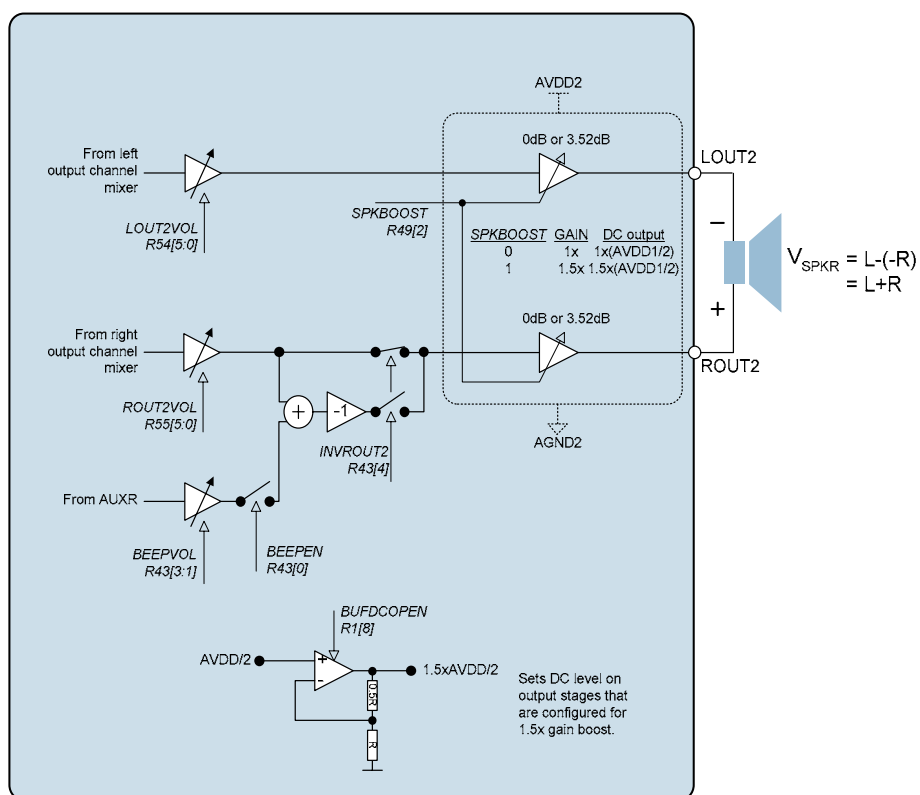 AVDD2
From left
output channel
mixer
0dB or 3.52dB
LOUT2
LOUT2VOL
R54[5:0]
SPKBOOST
R49[2]
SPKBOOST GAIN DC output
0 1x 1x(AVDD1/2)
1 1.5x 1.5x(AVDD1/2)
−
+
VSPKR = L-(-R)
= L+R
From right
output channel
mixer
0dB or 3.52dB
ROUT2
ROUT2VOL
R55[5:0]
+
-1
INVROUT2
R43[4]
AGND2
From AUXR
BEEPVOL
R43[3:1]
BEEPEN
R43[0]
BUFDCOPEN
R1[8]
AVDD/2
+
-
1.5xAVDD/2
0.5R
R
Sets DC level on
output stages that
are configured for
1.5x gain boost.